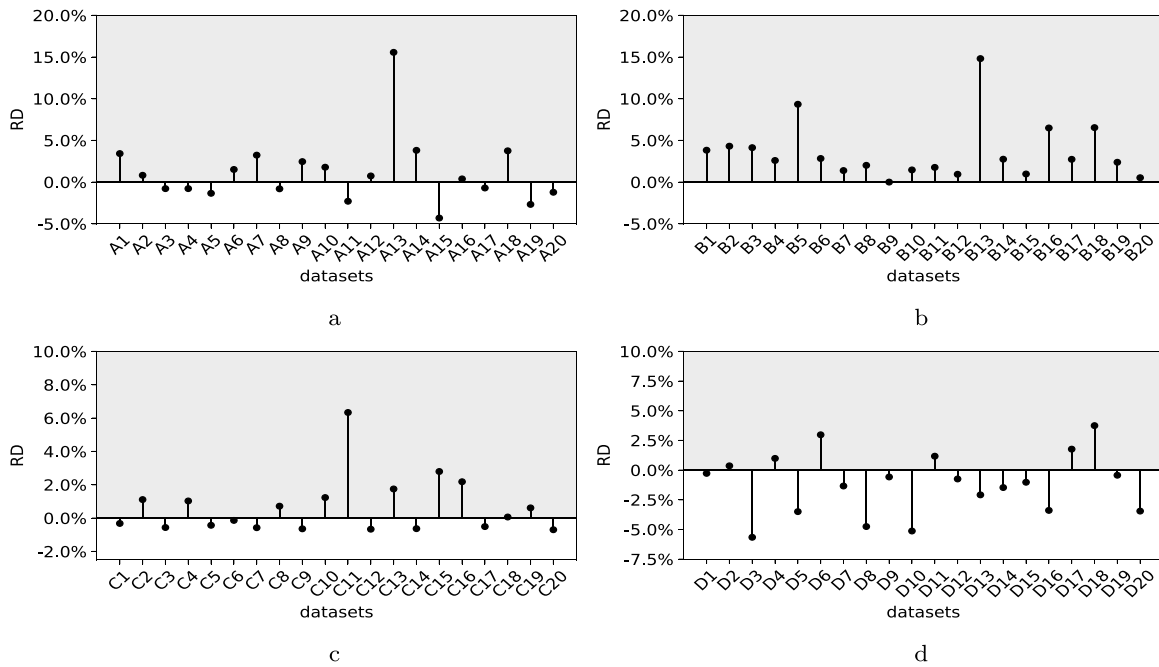 20.0%
15.0%
10.0%
5.0%
0.0%
-5.0%
RD
A1 A2 A3 A4 A5 A6 A7 A8 A9 A10 A11 A12 A13 A14 A15 A16 A17 A18 A19 A20
datasets
a
20.0%
15.0%
10.0%
5.0%
0.0%
-5.0%
RD
B1 B2 B3 B4 B5 B6 B7 B8 B9 B10 B11 B12 B13 B14 B15 B16 B17 B18 B19 B20
datasets
b
10.0%
8.0%
6.0%
4.0%
2.0%
0.0%
-2.0%
RD
C1 C2 C3 C4 C5 C6 C7 C8 C9 C10 C11 C12 C13 C14 C15 C16 C17 C18 C19 C20
datasets
c
10.0%
7.5%
5.0%
2.5%
0.0%
-2.5%
-5.0%
-7.5%
RD
D1 D2 D3 D4 D5 D6 D7 D8 D9 D10 D11 D12 D13 D14 D15 D16 D17 D18 D19 D20
datasets
d